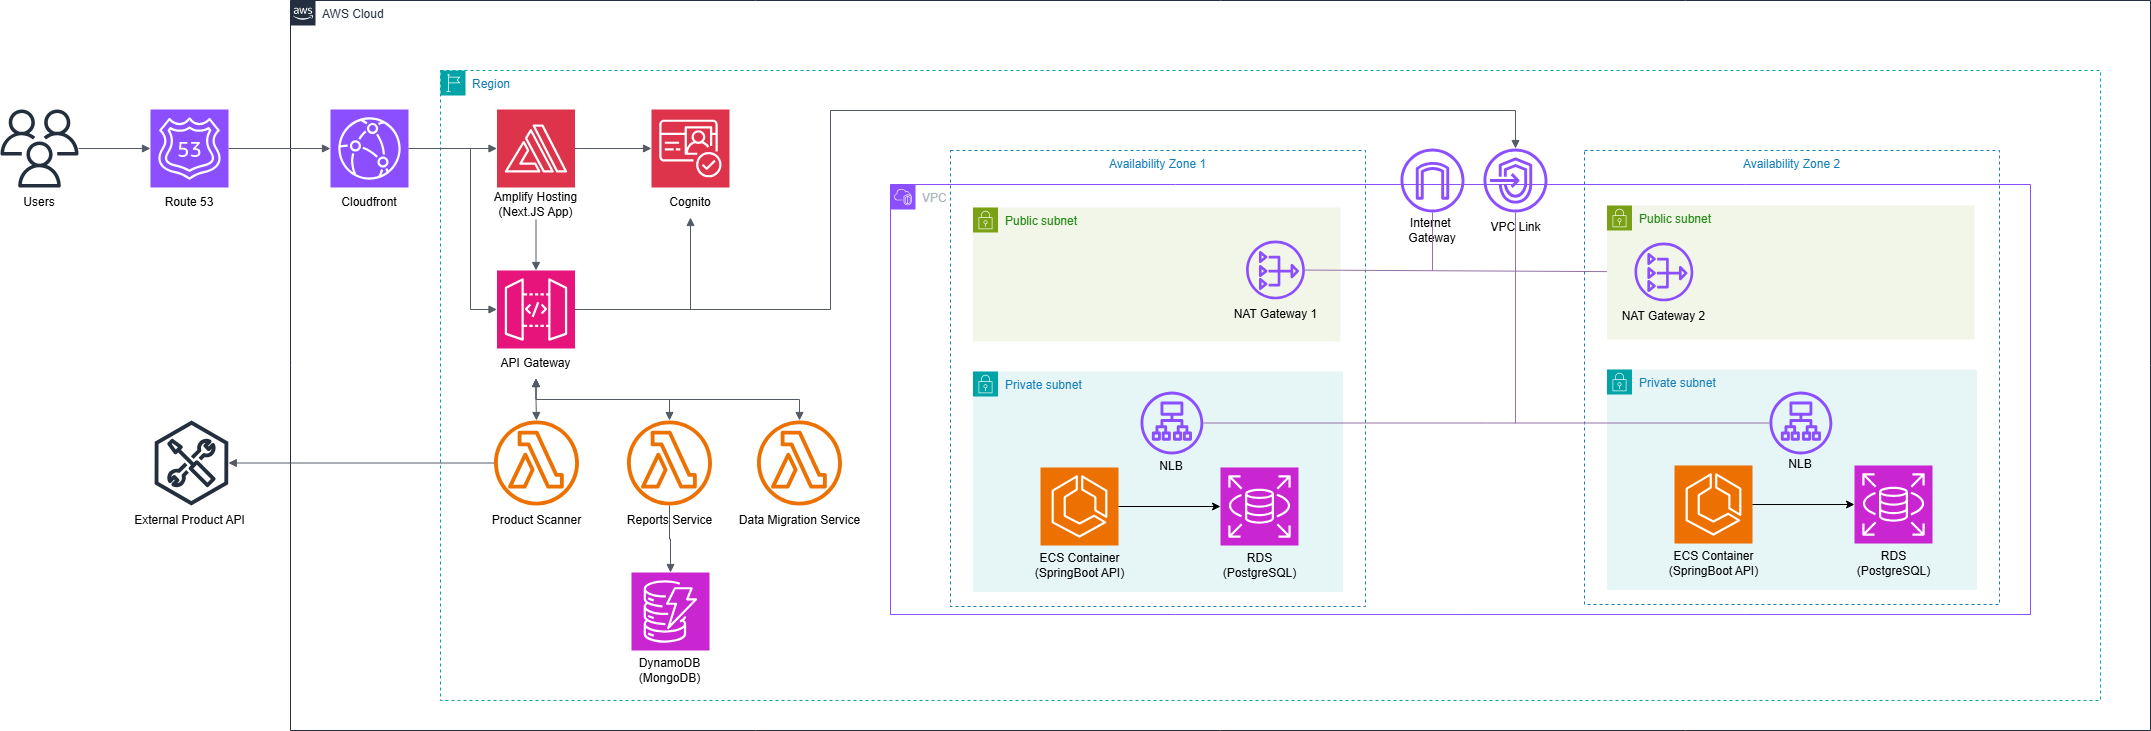 aws
AWS Cloud
Region
Users
53
Route 53
Cloudfront
Amplify Hosting
(Next.JS App)
Cognito
</>
API Gateway
External Product API
Product Scanner
Reports Service
Data Migration Service
DynamoDB
(MongoDB)
VPC
Availability Zone 1
Public subnet
NAT Gateway 1
Private subnet
NLB
ECS Container
(SpringBoot API)
RDS
(PostgreSQL)
Internet
Gateway
VPC Link
Availability Zone 2
Public subnet
NAT Gateway 2
Private subnet
NLB
ECS Container
(SpringBoot API)
RDS
(PostgreSQL)